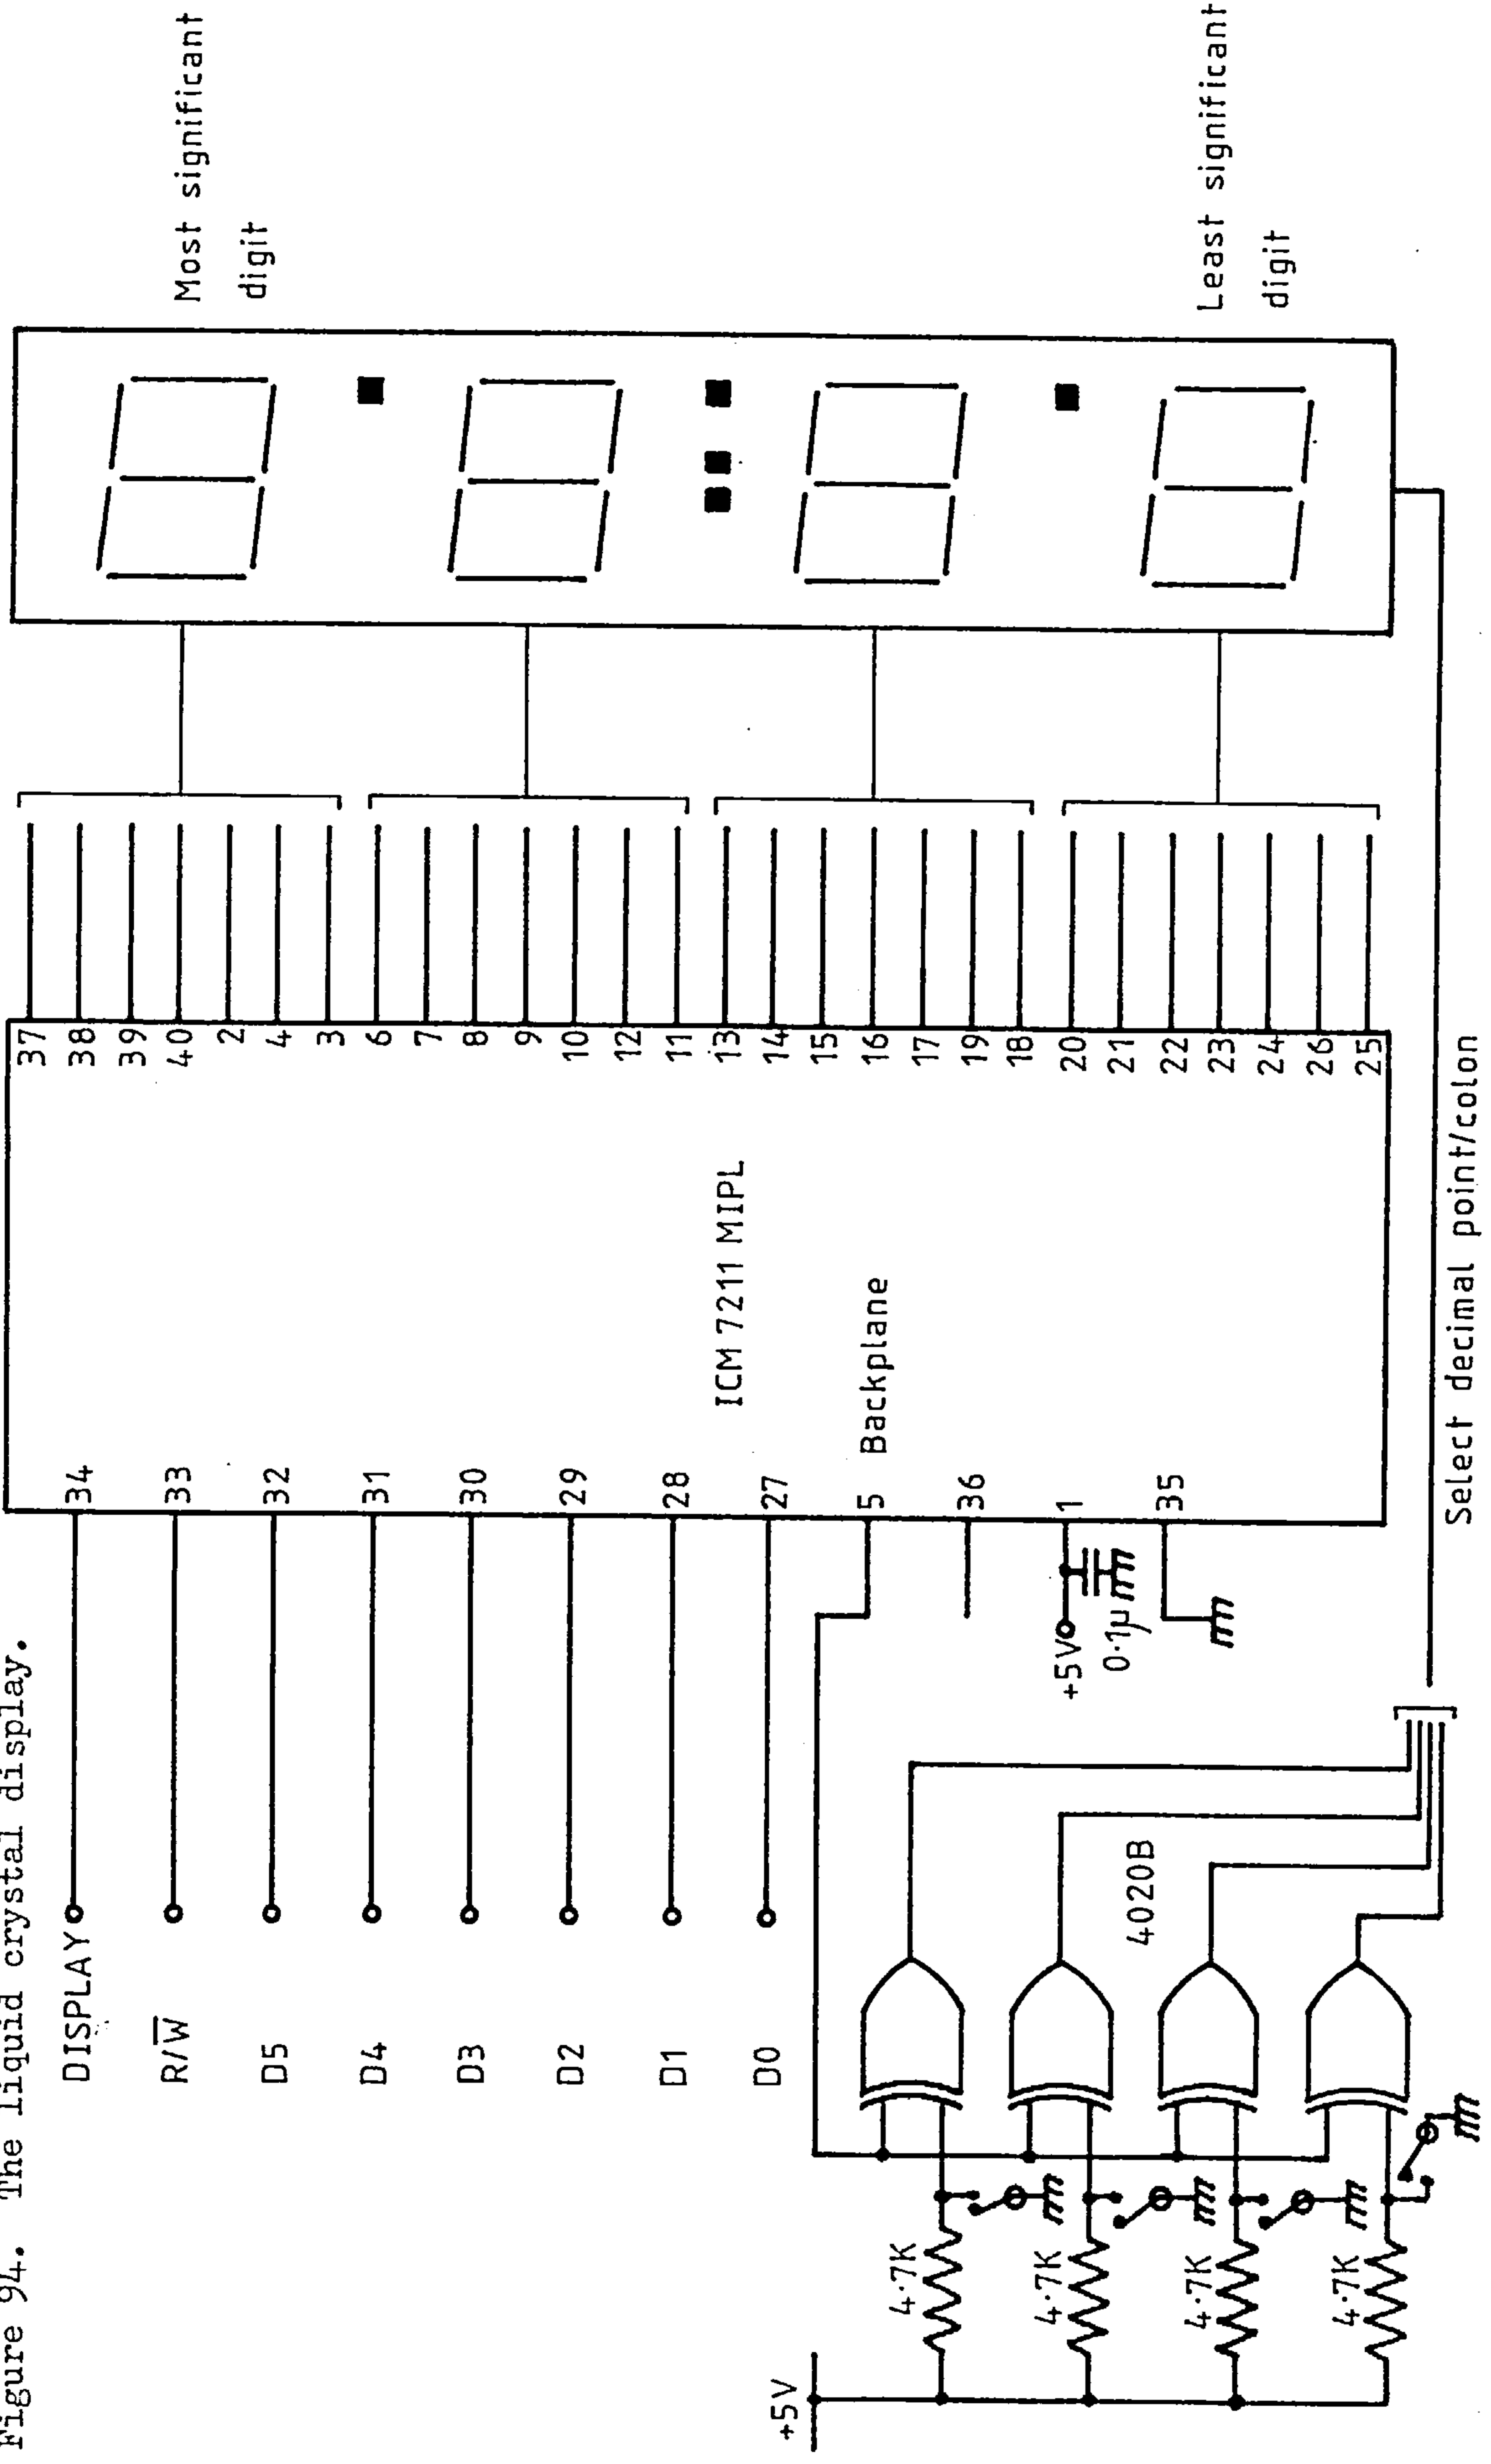 Figure 94. The liquid crystal display.
DISPLAY
R/W̅
D5
D4
D3
D2
D1
D0
34
33
32
31
30
29
28
27
5
36
1
35
Backplane
ICM 7211 MIPL
37
38
39
40
2
4
3
6
7
8
9
10
12
11
13
14
15
16
17
19
18
20
21
22
23
24
26
25
Most significant
digit
Least significant
digit
+5V
0·1µ
+5V
4·7K
4·7K
4·7K
4·7K
4020B
Select decimal point/colon